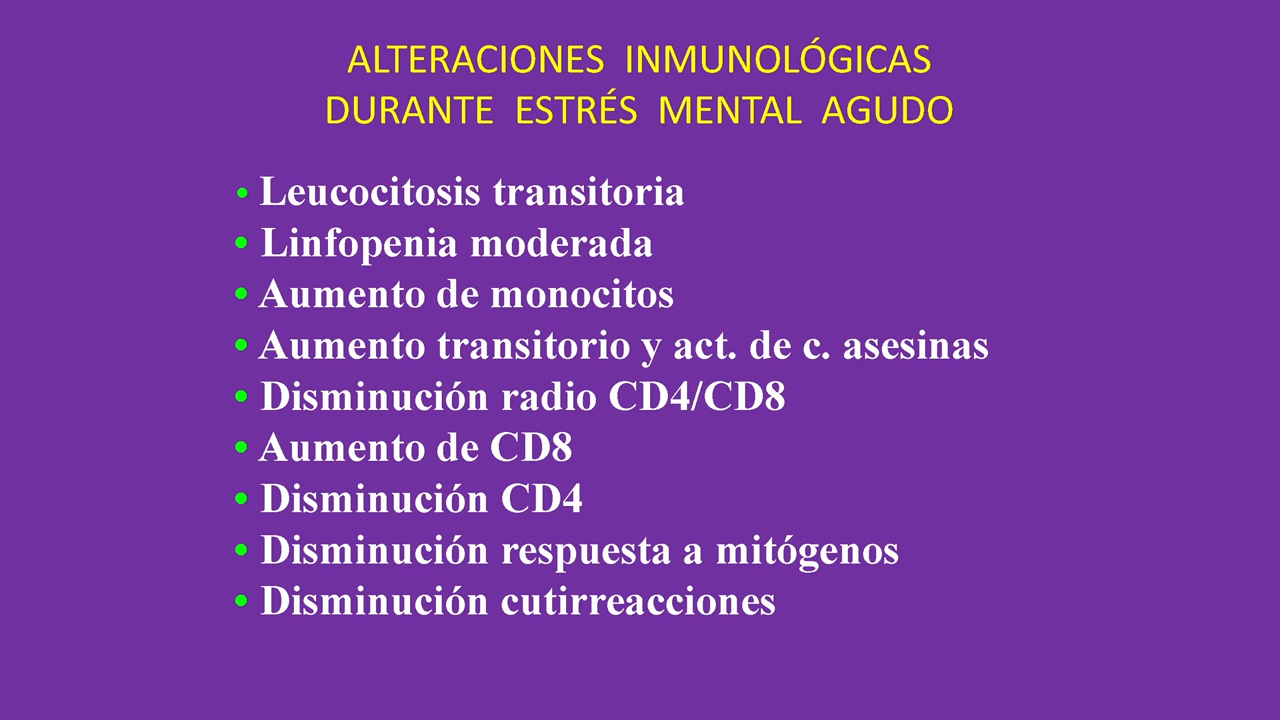 ALTERACIONES INMUNOLÓGICAS
DURANTE ESTRÉS MENTAL AGUDO
• Leucocitosis transitoria
• Linfopenia moderada
• Aumento de monocitos
• Aumento transitorio y act. de c. asesinas
• Disminución radio CD4/CD8
• Aumento de CD8
• Disminución CD4
• Disminución respuesta a mitógenos
• Disminución cutirreacciones